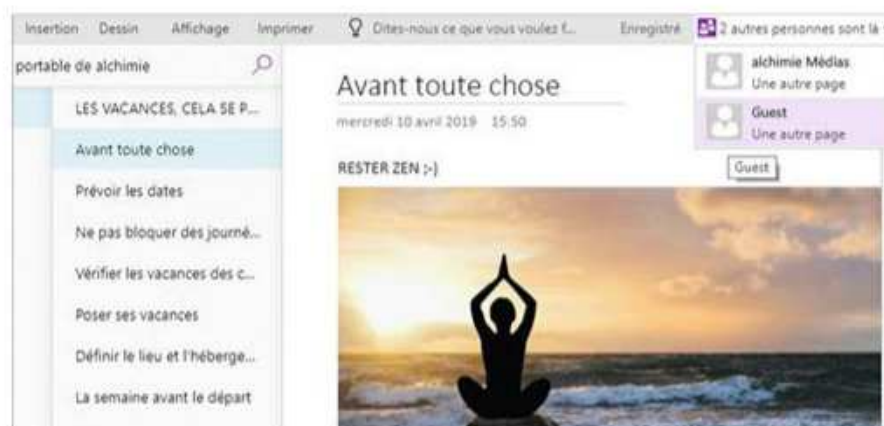 Insertion Dessin Affichage Imprimer Dites-nous ce que vous voulez f... Enregistré 2 autres personnes sont là
portable de alchimie
LES VACANCES, CELA SE P...
Avant toute chose
Prévoir les dates
Ne pas bloquer des journé...
Vérifier les vacances des c...
Poser ses vacances
Définir le lieu et l'héberge...
La semaine avant le départ
Avant toute chose
mercredi 10 avril 2019 15:50
RESTER ZEN ;-)
alchimie Médias
Une autre page
Guest
Une autre page
Guest